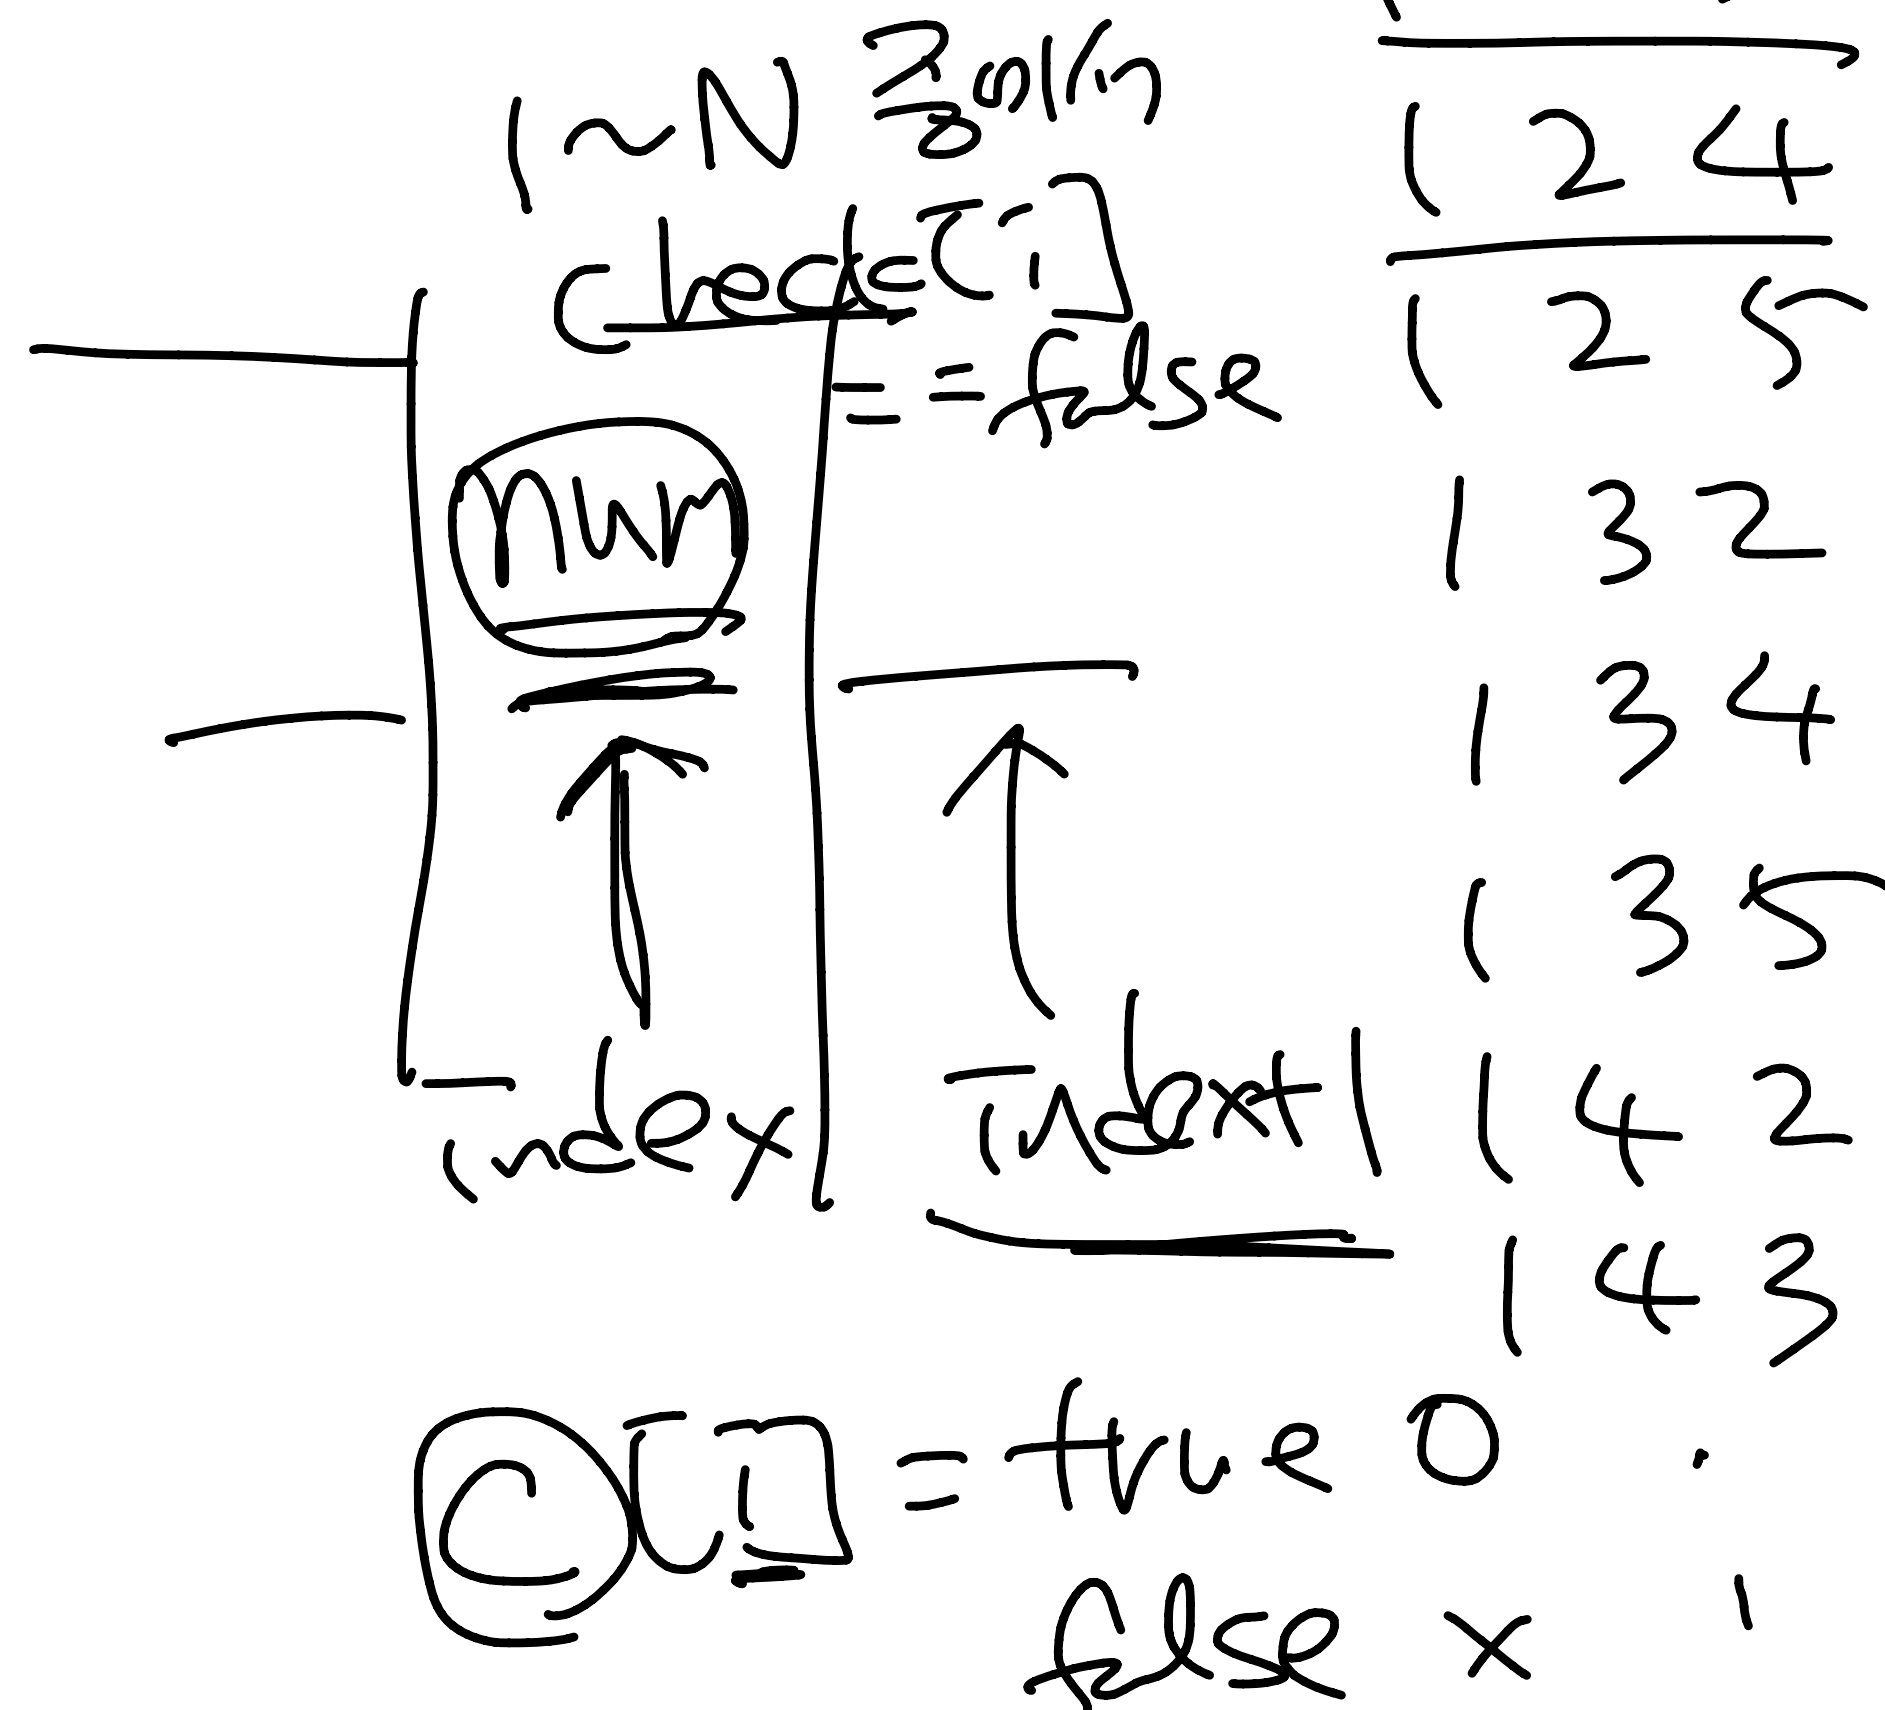 1~N 중에서
check[i]
==false
num
index
index+1
c[i] = true O
false x
1 2 4
1 2 5
1 3 2
1 3 4
1 3 5
1 4 2
1 4 3